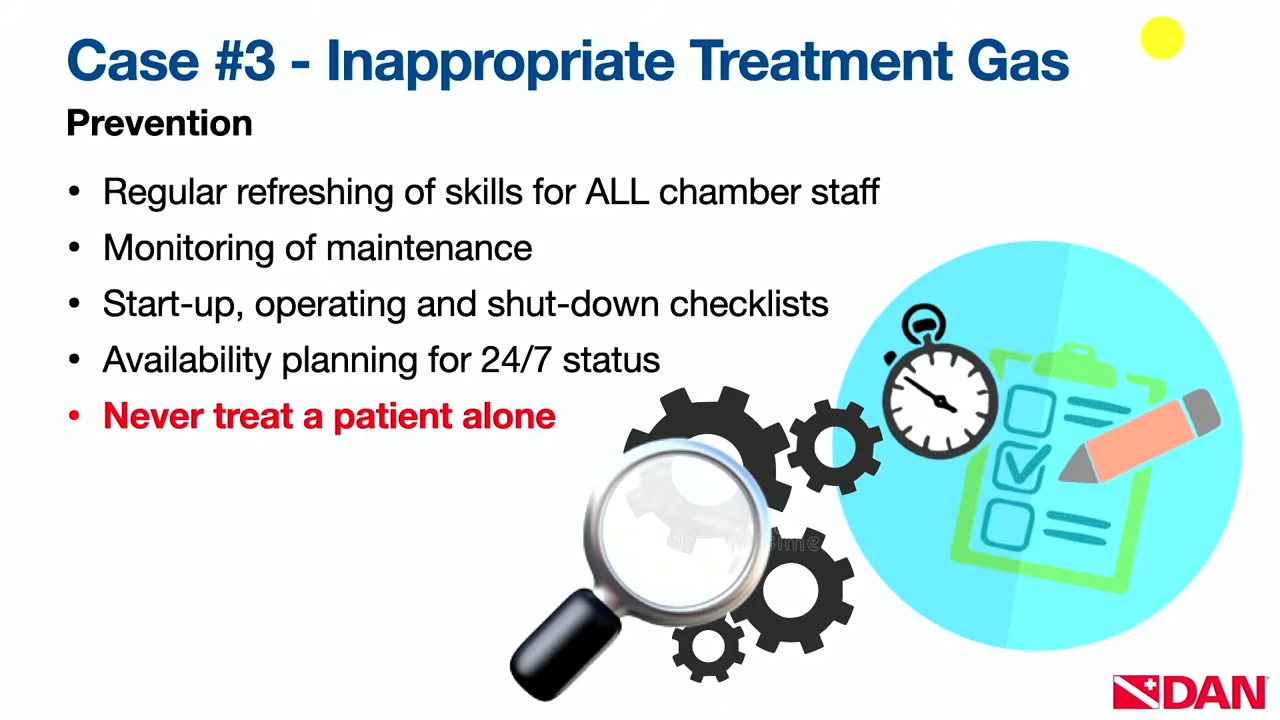 Case #3 - Inappropriate Treatment Gas
Prevention
• Regular refreshing of skills for ALL chamber staff
• Monitoring of maintenance
• Start-up, operating and shut-down checklists
• Availability planning for 24/7 status
• Never treat a patient alone
DAN